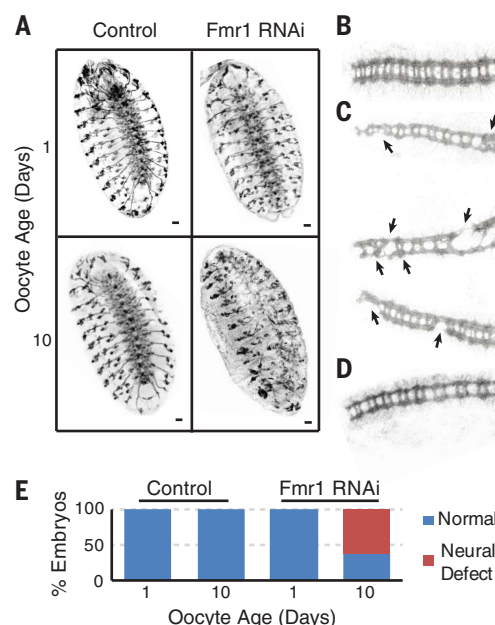 A
Control
Fmr1 RNAi
Oocyte Age (Days)
1
10
B
C
D
E
Control
Fmr1 RNAi
% Embryos
100
50
0
1
10
1
10
Oocyte Age (Days)
Normal
Neural
Defect